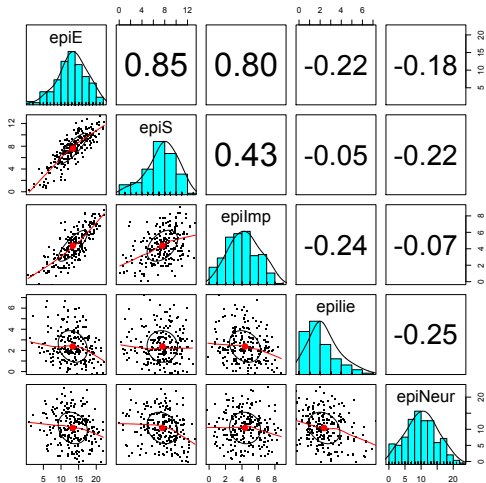 0 4 8 12
0 2 4 6
epiE
0.85
0.80
-0.22
-0.18
5 10 15 20
0 4 8 12
epiS
0.43
-0.05
-0.22
epiImp
-0.24
-0.07
0 2 4 6 8
0 2 4 6
epilie
-0.25
epiNeur
0 5 10 20
5 10 15 20
0 2 4 6 8
0 5 10 20